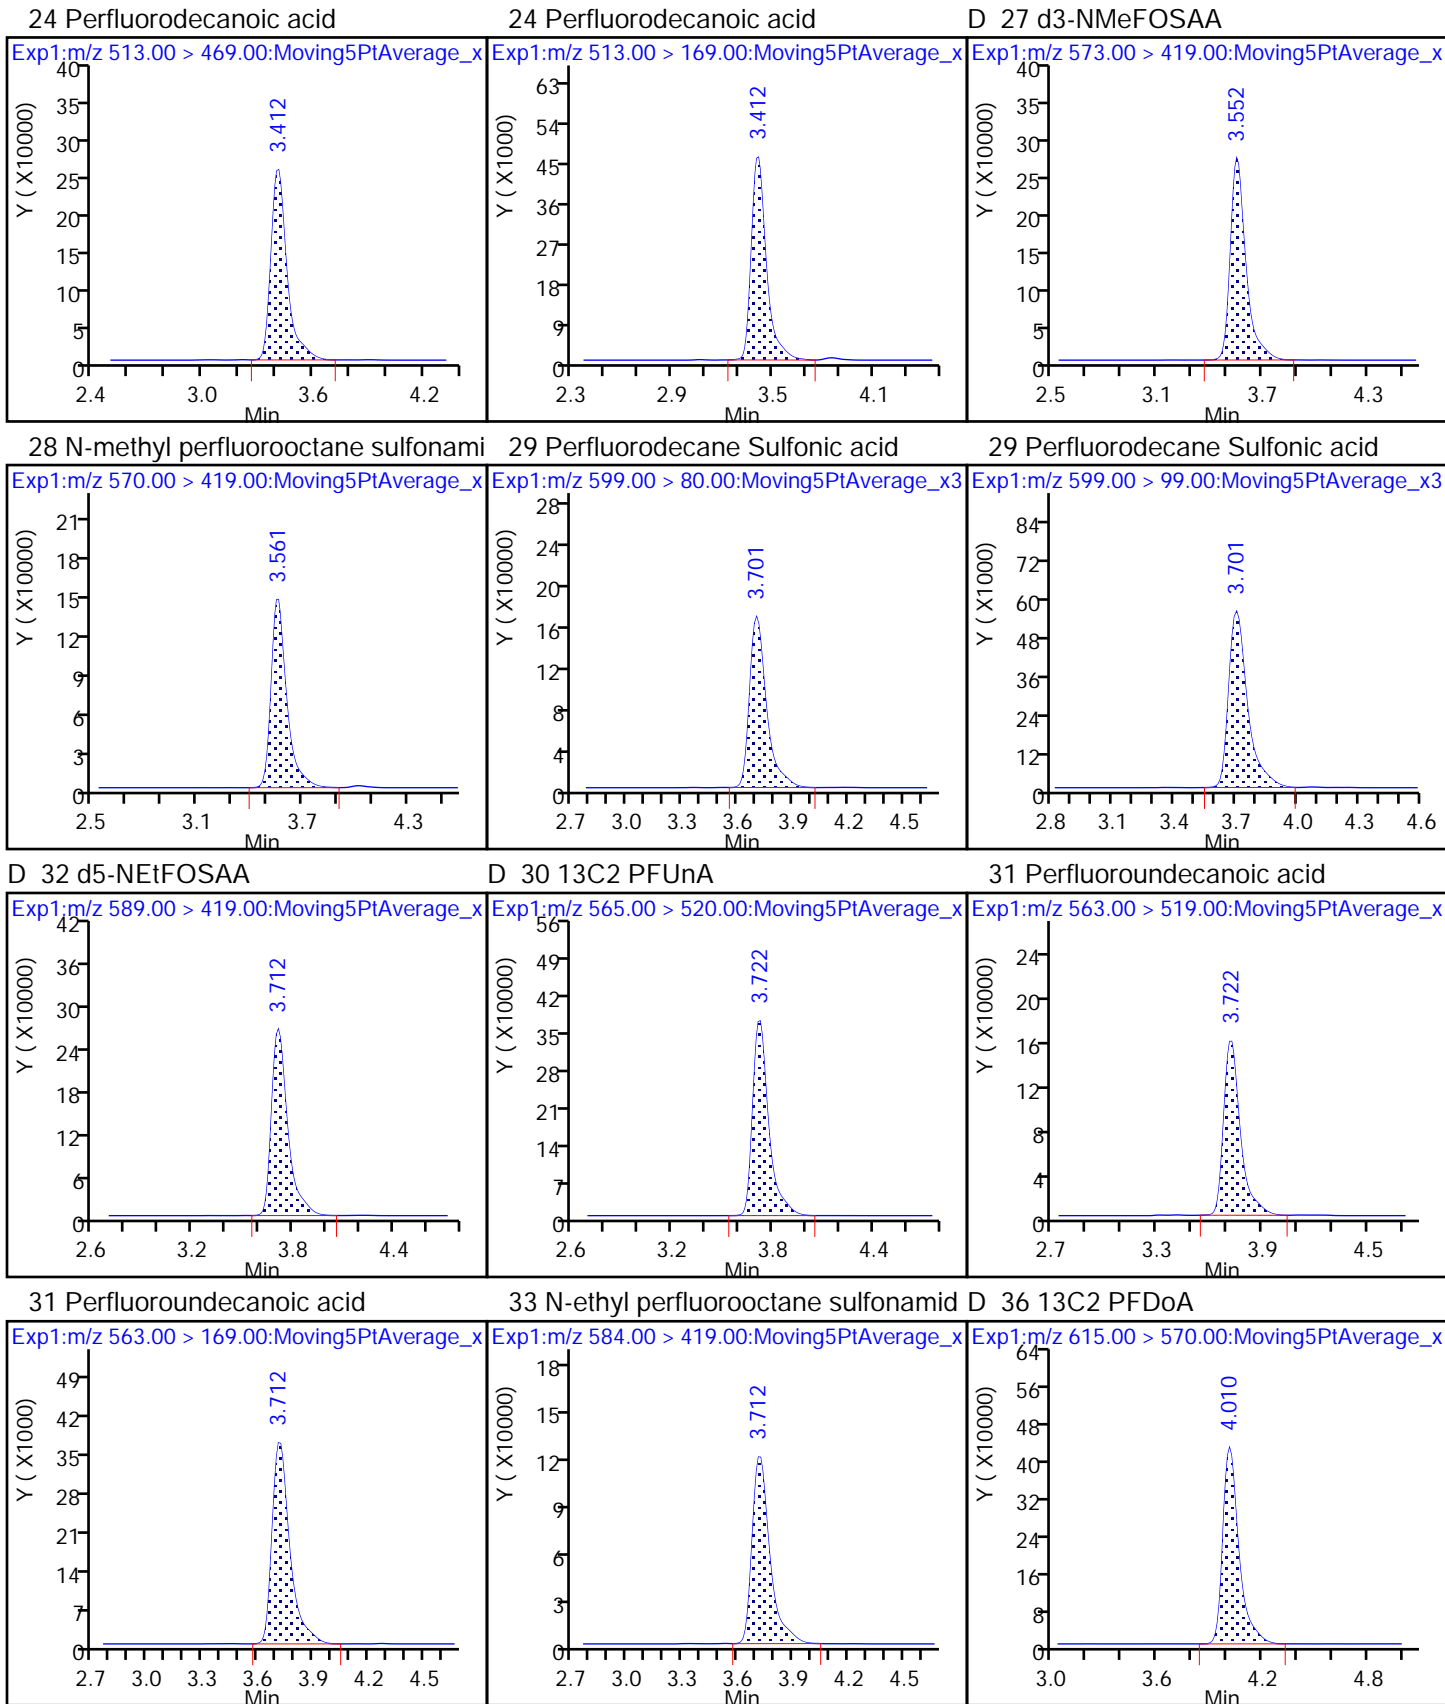 24 Perfluorodecanoic acid
Exp1:m/z 513.00 > 469.00:Moving5PtAverage_x
Y ( X10000)
40
35
30
25
20
15
10
5
0
3.412
2.4 3.0 3.6 4.2
Min
24 Perfluorodecanoic acid
Exp1:m/z 513.00 > 169.00:Moving5PtAverage_x
Y ( X1000)
63
54
45
36
27
18
9
0
3.412
2.3 2.9 3.5 4.1
Min
D 27 d3-NMeFOSAA
Exp1:m/z 573.00 > 419.00:Moving5PtAverage_x
Y ( X10000)
40
35
30
25
20
15
10
5
0
3.552
2.5 3.1 3.7 4.3
Min
28 N-methyl perfluorooctane sulfonami
Exp1:m/z 570.00 > 419.00:Moving5PtAverage_x
Y ( X10000)
21
18
15
12
9
6
3
0
3.561
2.5 3.1 3.7 4.3
Min
29 Perfluorodecane Sulfonic acid
Exp1:m/z 599.00 > 80.00:Moving5PtAverage_x3
Y ( X10000)
28
24
20
16
12
8
4
0
3.701
2.7 3.0 3.3 3.6 3.9 4.2 4.5
Min
29 Perfluorodecane Sulfonic acid
Exp1:m/z 599.00 > 99.00:Moving5PtAverage_x3
Y ( X1000)
84
72
60
48
36
24
12
0
3.701
2.8 3.1 3.4 3.7 4.0 4.3 4.6
Min
D 32 d5-NEtFOSAA
Exp1:m/z 589.00 > 419.00:Moving5PtAverage_x
Y ( X10000)
42
36
30
24
18
12
6
0
3.712
2.6 3.2 3.8 4.4
Min
D 30 13C2 PFUnA
Exp1:m/z 565.00 > 520.00:Moving5PtAverage_x
Y ( X10000)
56
49
42
35
28
21
14
7
0
3.722
2.6 3.2 3.8 4.4
Min
31 Perfluoroundecanoic acid
Exp1:m/z 563.00 > 519.00:Moving5PtAverage_x
Y ( X10000)
24
20
16
12
8
4
0
3.722
2.7 3.3 3.9 4.5
Min
31 Perfluoroundecanoic acid
Exp1:m/z 563.00 > 169.00:Moving5PtAverage_x
Y ( X1000)
49
42
35
28
21
14
7
0
3.712
2.7 3.0 3.3 3.6 3.9 4.2 4.5
Min
33 N-ethyl perfluorooctane sulfonamid
Exp1:m/z 584.00 > 419.00:Moving5PtAverage_x
Y ( X10000)
18
15
12
9
6
3
0
3.712
2.7 3.0 3.3 3.6 3.9 4.2 4.5
Min
D 36 13C2 PFDoA
Exp1:m/z 615.00 > 570.00:Moving5PtAverage_x
Y ( X10000)
64
56
48
40
32
24
16
8
0
4.010
3.0 3.6 4.2 4.8
Min